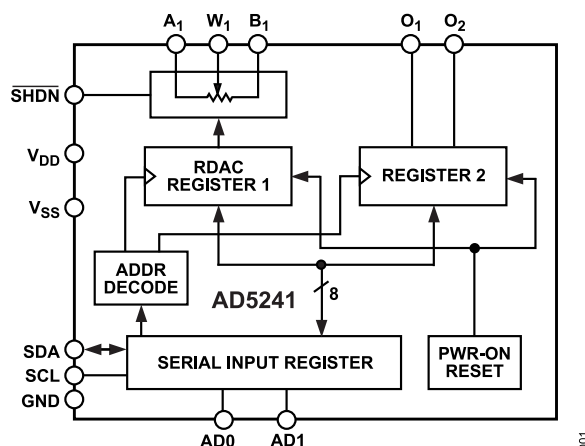 A1 W1 B1 O1 O2
SHDN
VDD
RDAC
REGISTER 1
REGISTER 2
VSS
ADDR
DECODE
AD5241
8
SDA
SERIAL INPUT REGISTER
PWR-ON
RESET
SCL
GND
AD0 AD1
001